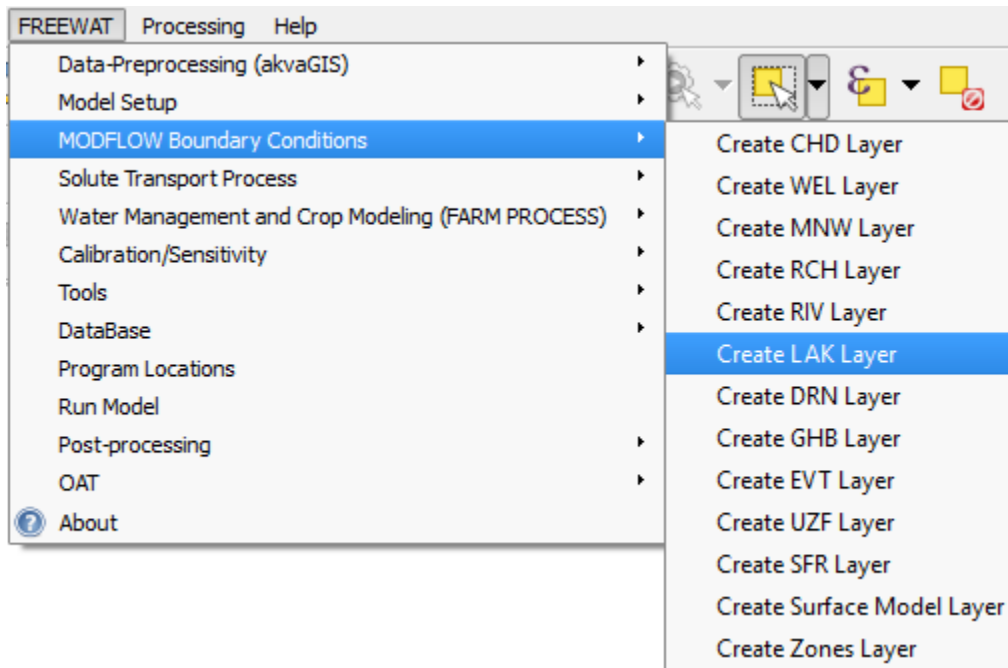 FREEWAT Processing Help
Data-Preprocessing (akvaGIS)
Model Setup
MODFLOW Boundary Conditions
Solute Transport Process
Water Management and Crop Modeling (FARM PROCESS)
Calibration/Sensitivity
Tools
DataBase
Program Locations
Run Model
Post-processing
OAT
About
Create CHD Layer
Create WEL Layer
Create MNW Layer
Create RCH Layer
Create RIV Layer
Create LAK Layer
Create DRN Layer
Create GHB Layer
Create EVT Layer
Create UZF Layer
Create SFR Layer
Create Surface Model Layer
Create Zones Layer